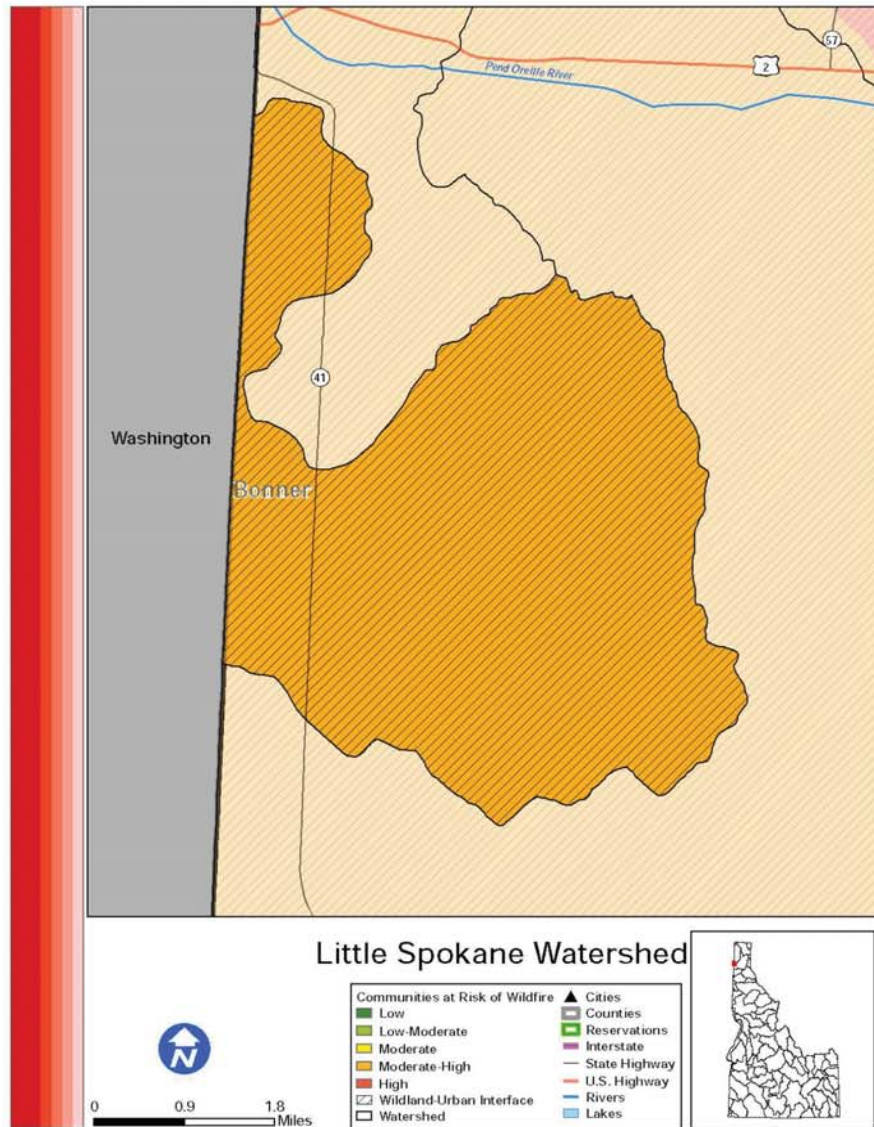 57
2
Pend Oreille River
41
Washington
Bonner
Little Spokane Watershed
Communities at Risk of Wildfire
Low
Low-Moderate
Moderate
Moderate-High
High
Wildland-Urban Interface
Watershed
Cities
Counties
Reservations
Interstate
State Highway
U.S. Highway
Rivers
Lakes
N
0 0.9 1.8
Miles